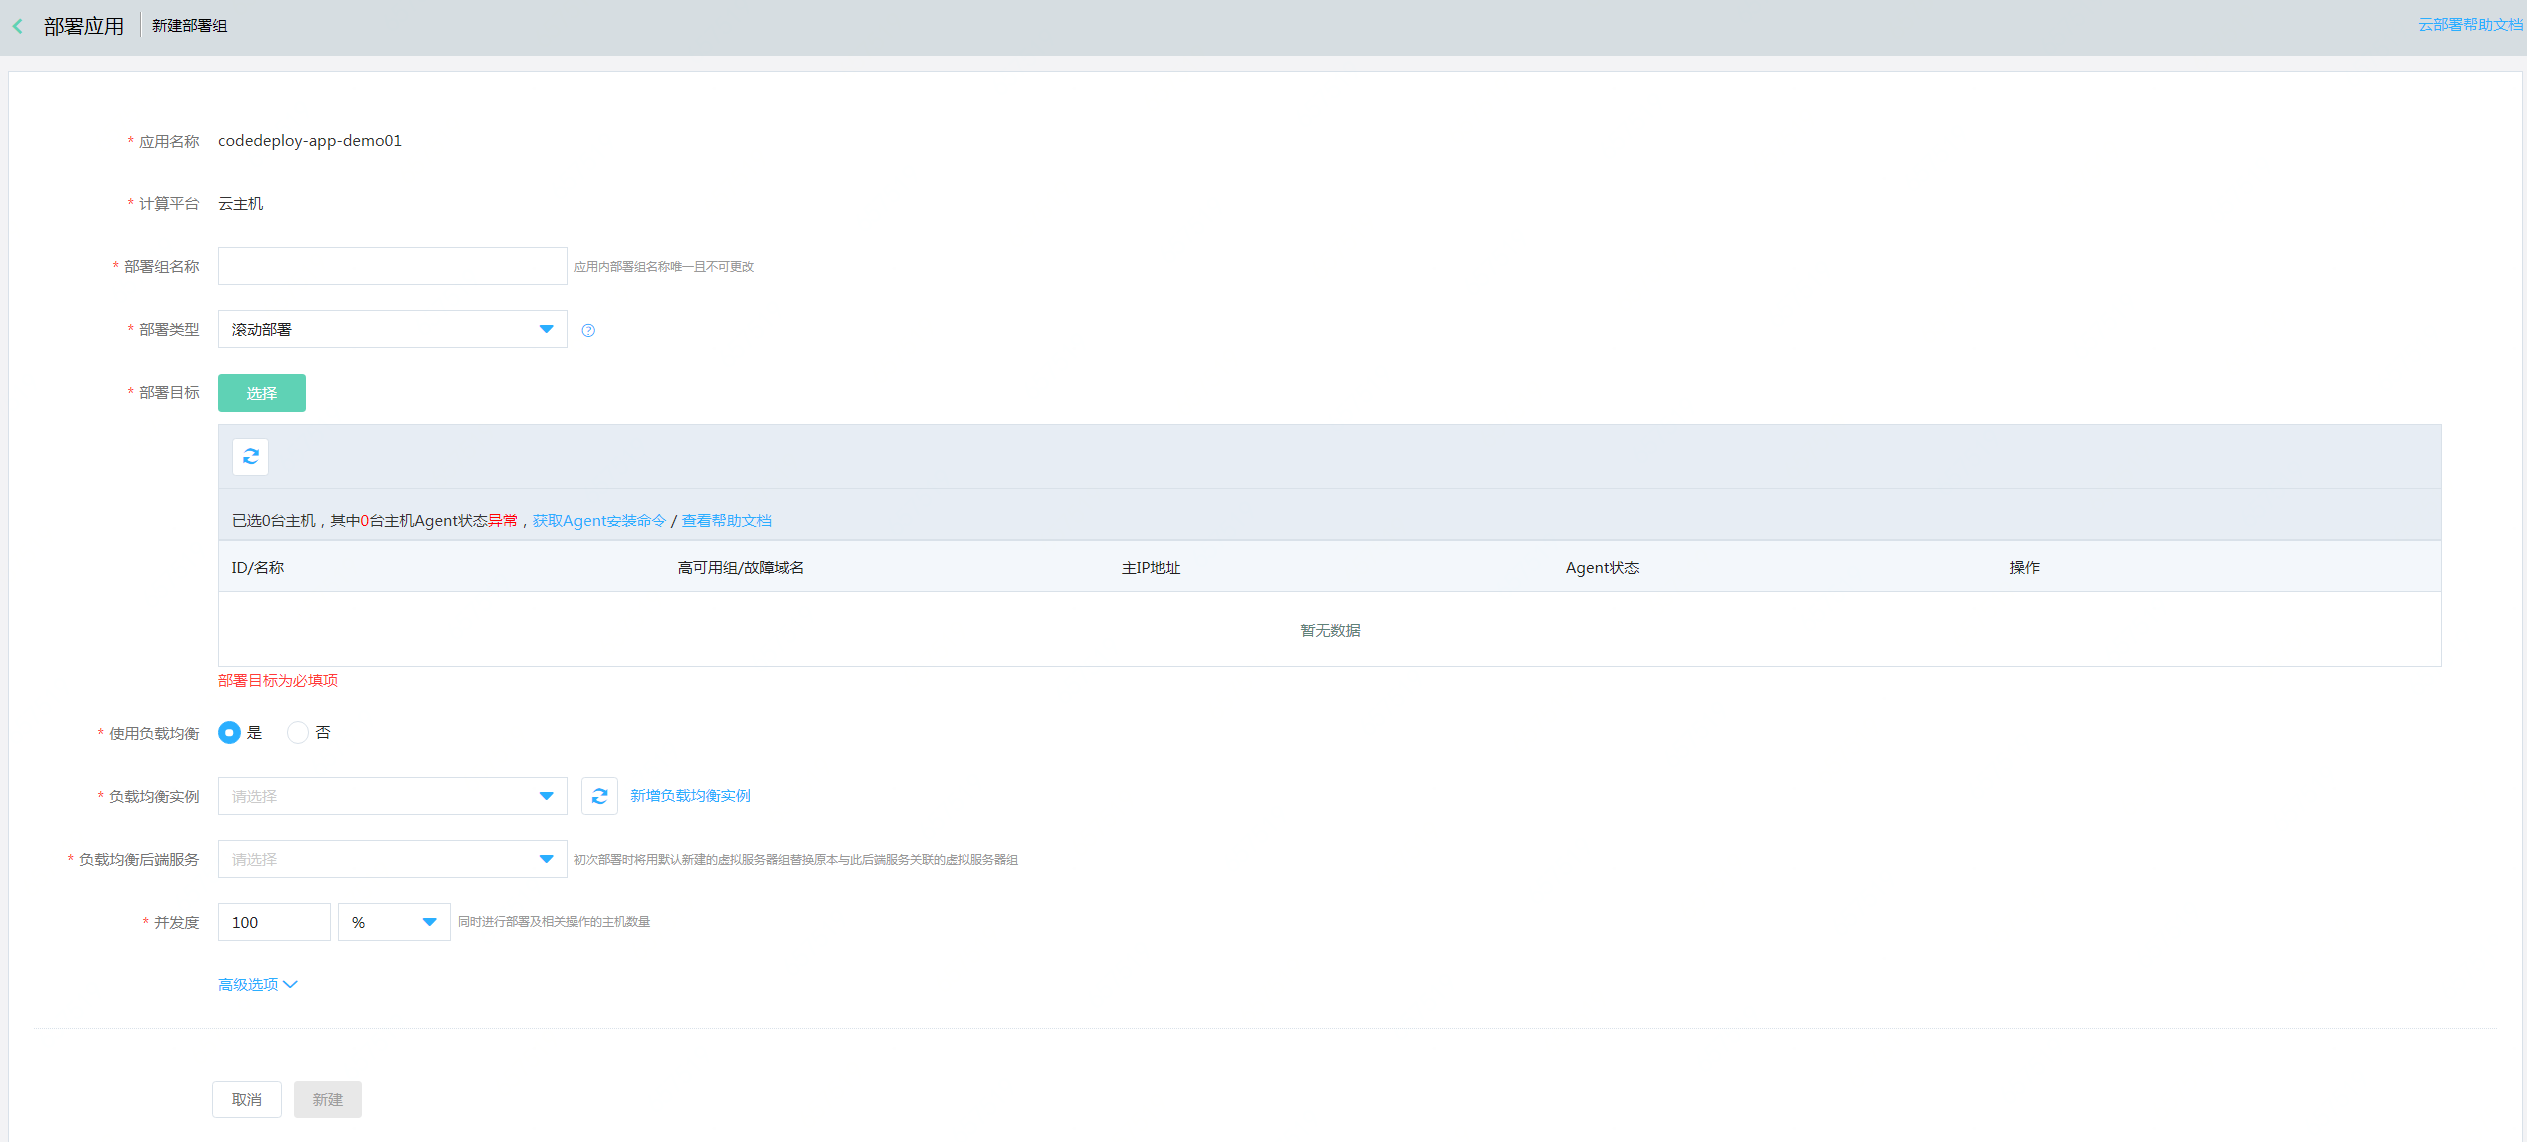 部署应用 新建部署组 云部署帮助文档
* 应用名称 codedeploy-app-demo01
* 计算平台 云主机
* 部署组名称 应用内部署组名称唯一且不可更改
* 部署类型 滚动部署
* 部署目标 选择
已选0台主机，其中0台主机Agent状态异常，获取Agent安装命令 / 查看帮助文档
ID/名称 高可用组/故障域名 主IP地址 Agent状态 操作
暂无数据
部署目标为必填项
* 使用负载均衡 是 否
* 负载均衡实例 请选择 新增负载均衡实例
* 负载均衡后端服务 请选择 初次部署时将用默认新建的虚拟服务器组替换原本与此后端服务关联的虚拟服务器组
* 并发度 100 % 同时进行部署及相关操作的主机数量
高级选项
取消 新建